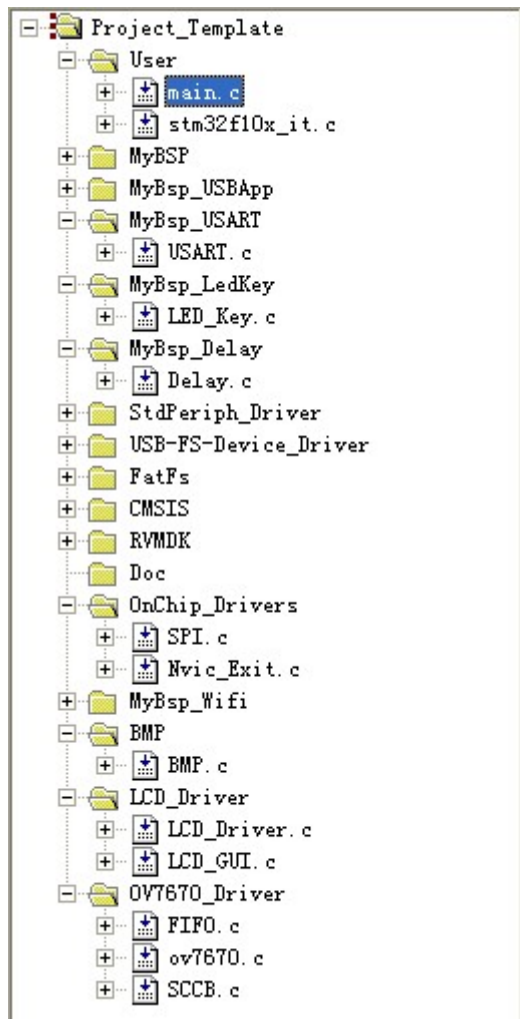 Project_Template
User
main.c
stm32f10x_it.c
MyBSP
MyBsp_USBApp
MyBsp_USART
USART.c
MyBsp_LedKey
LED_Key.c
MyBsp_Delay
Delay.c
StdPeriph_Driver
USB-FS-Device_Driver
FatFs
CMSIS
RVMDK
Doc
OnChip_Drivers
SPI.c
Nvic_Exit.c
MyBsp_Wifi
BMP
BMP.c
LCD_Driver
LCD_Driver.c
LCD_GUI.c
OV7670_Driver
FIFO.c
ov7670.c
SCCB.c